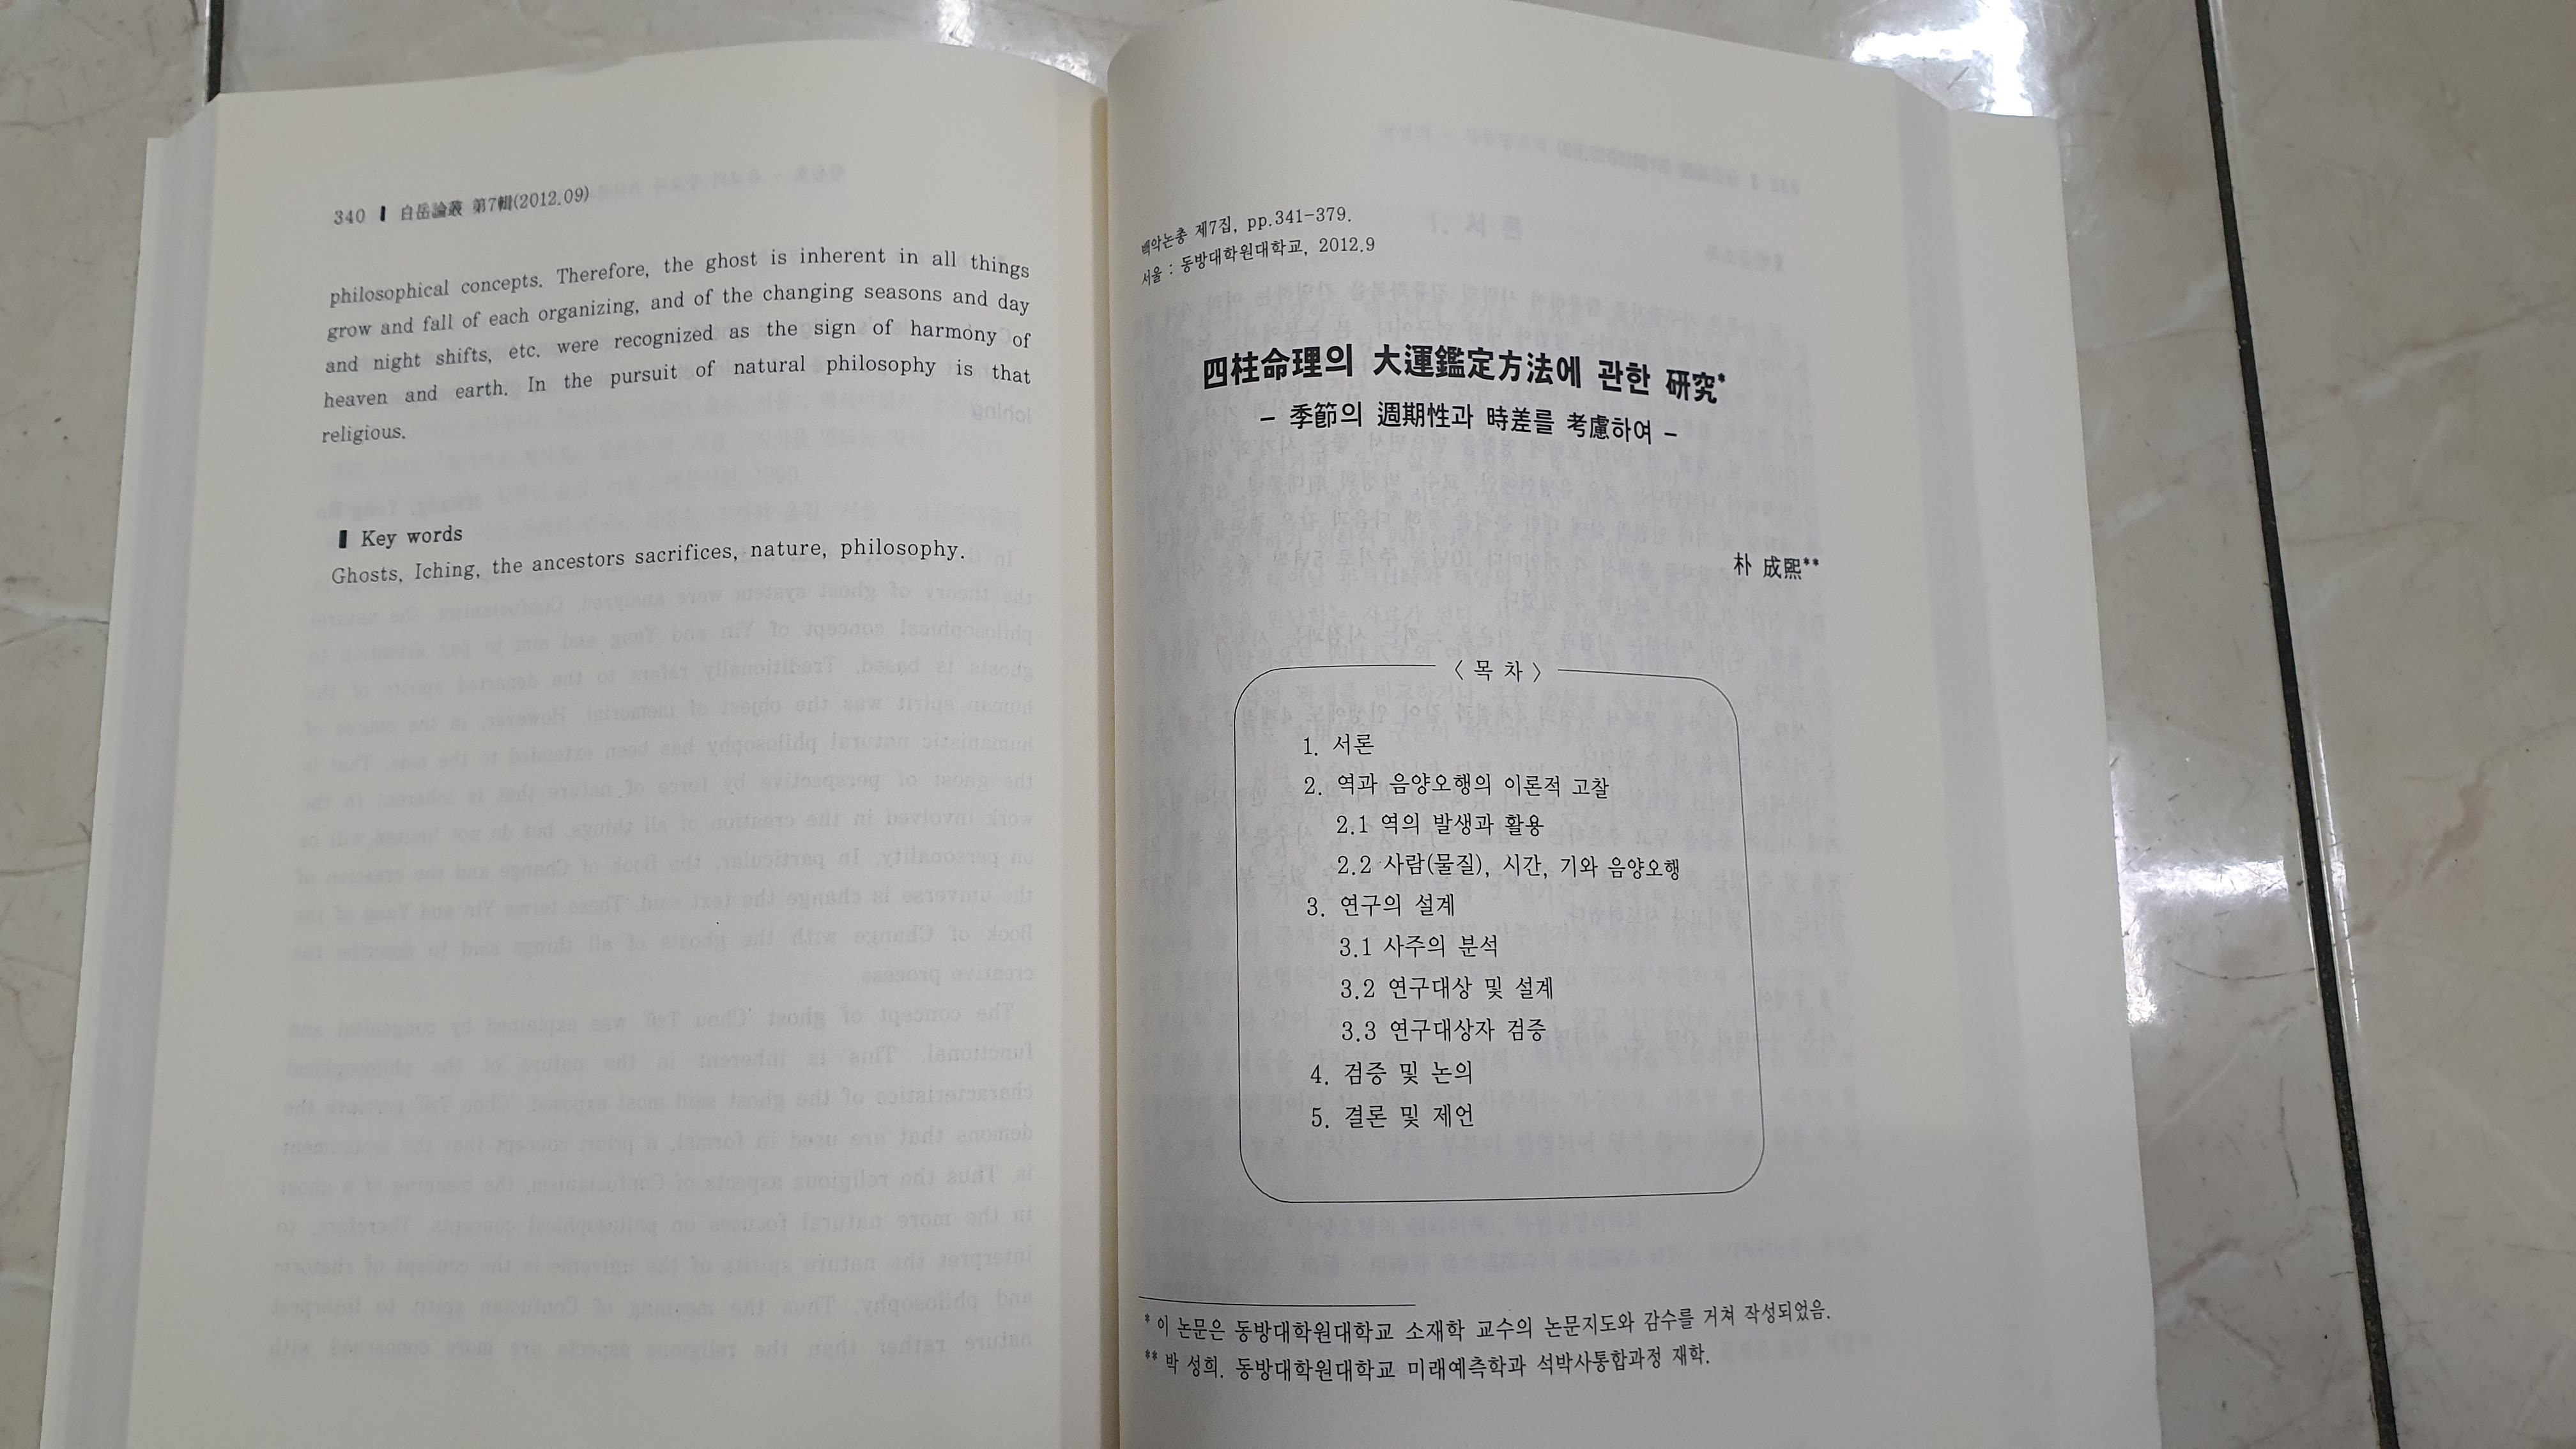 340 ▌ 白岳論叢 第7輯(2012.09)
philosophical concepts. Therefore, the ghost is inherent in all things
grow and fall of each organizing, and of the changing seasons and day
and night shifts, etc. were recognized as the sign of harmony of
heaven and earth. In the pursuit of natural philosophy is that
religious.
▌ Key words
Ghosts, Iching, the ancestors sacrifices, nature, philosophy.
백악논총 제7집, pp.341-379.
서울 : 동방대학원대학교, 2012.9
四柱命理의 大運鑑定方法에 관한 研究*
- 季節의 週期性과 時差를 考慮하여 -
朴 成熙**
〈 목 차 〉
1. 서론
2. 역과 음양오행의 이론적 고찰
2.1 역의 발생과 활용
2.2 사람(물질), 시간, 기와 음양오행
3. 연구의 설계
3.1 사주의 분석
3.2 연구대상 및 설계
3.3 연구대상자 검증
4. 검증 및 논의
5. 결론 및 제언
* 이 논문은 동방대학원대학교 소재학 교수의 논문지도와 감수를 거쳐 작성되었음.
** 박 성희. 동방대학원대학교 미래예측학과 석박사통합과정 재학.